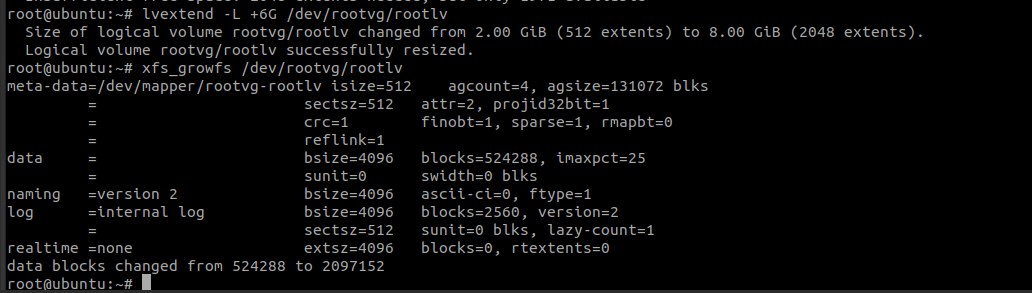 root@ubuntu:~# lvextend -L +6G /dev/rootvg/rootlv
  Size of logical volume rootvg/rootlv changed from 2.00 GiB (512 extents) to 8.00 GiB (2048 extents).
  Logical volume rootvg/rootlv successfully resized.
root@ubuntu:~# xfs_growfs /dev/rootvg/rootlv
meta-data=/dev/mapper/rootvg-rootlv isize=512    agcount=4, agsize=131072 blks
         =                       sectsz=512   attr=2, projid32bit=1
         =                       crc=1        finobt=1, sparse=1, rmapbt=0
         =                       reflink=1
data     =                       bsize=4096   blocks=524288, imaxpct=25
         =                       sunit=0      swidth=0 blks
naming   =version 2              bsize=4096   ascii-ci=0, ftype=1
log      =internal log           bsize=4096   blocks=2560, version=2
         =                       sectsz=512   sunit=0 blks, lazy-count=1
realtime =none                   extsz=4096   blocks=0, rtextents=0
data blocks changed from 524288 to 2097152
root@ubuntu:~#